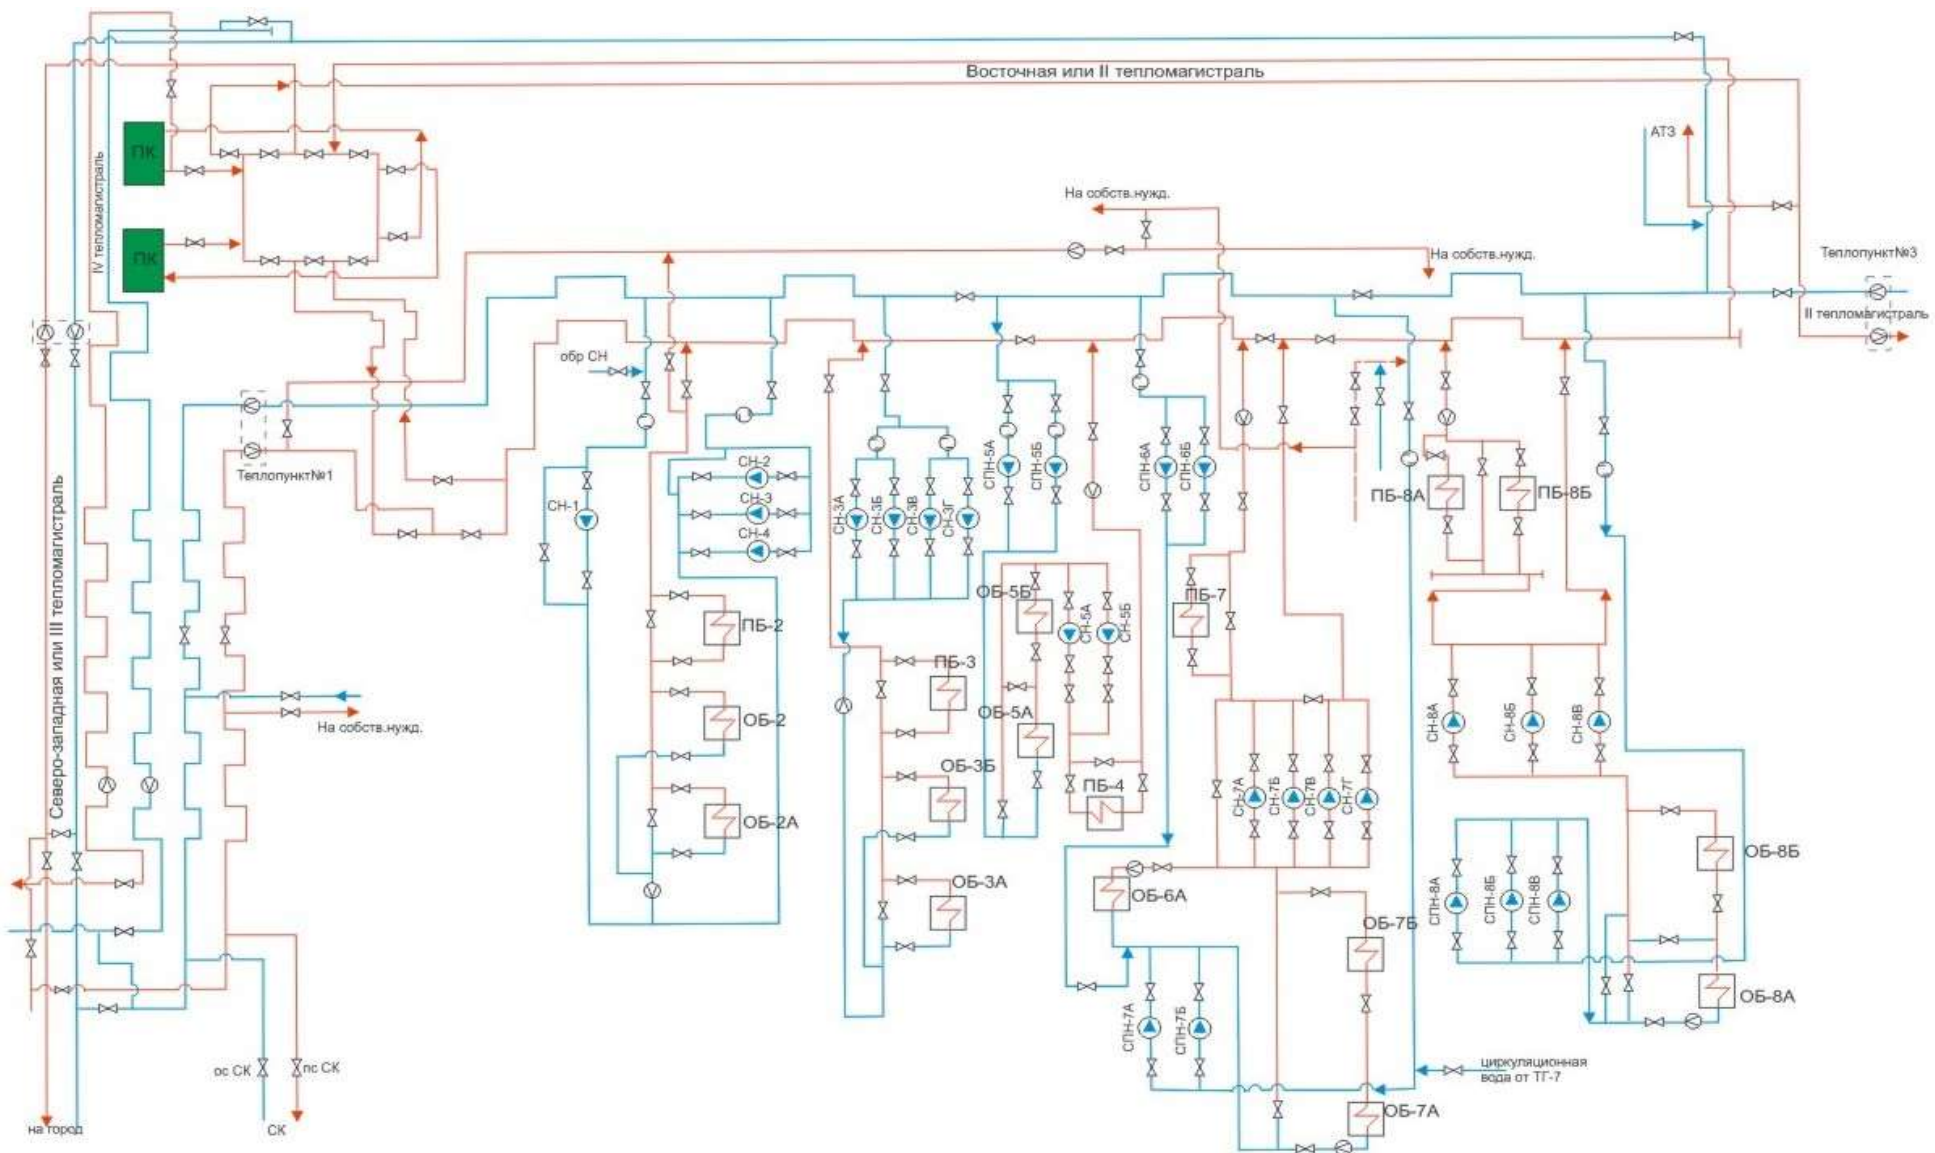 Восточная или II тепломагистраль
АТЗ
ПК
IV тепломагистраль
На собств.нужд.
ПК
На собств.нужд.
Теплопункт№3
II тепломагистраль
обр СН
Теплопункт№1
Северо-западная или III тепломагистраль
СН-1
СН-2
СН-3
СН-4
СН-3А
СН-3Б
СН-3В
СН-3Г
СПН-5А
СПН-5Б
СПН-6А
СПН-6Б
ПБ-8А
ПБ-8Б
ПБ-2
ОБ-5Б
СН-5А
СН-5Б
ПБ-7
ПБ-3
На собств.нужд.
ОБ-2
ОБ-5А
СН-8А
СН-8Б
СН-8В
ОБ-3Б
ПБ-4
СН-7А
СН-7Б
СН-7В
СН-7Г
ОБ-2А
ОБ-8Б
ОБ-3А
ОБ-6А
СПН-8А
СПН-8Б
СПН-8В
ОБ-7Б
ОБ-8А
СПН-7А
СПН-7Б
ос СК
пс СК
циркуляционная
вода от ТГ-7
ОБ-7А
на город
СК